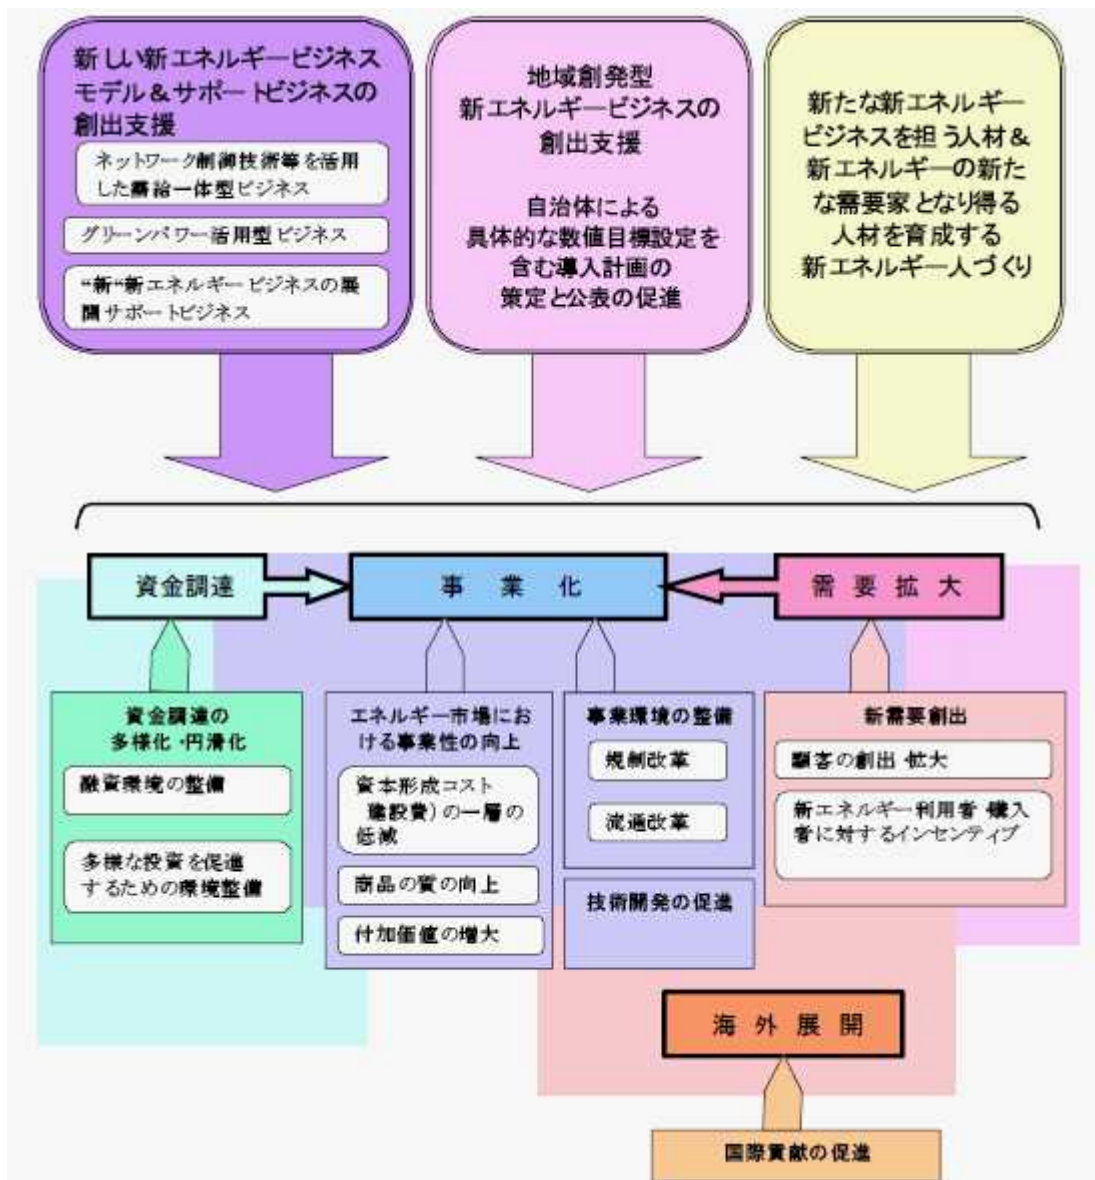 新しい新エネルギービジネス
モデル&サポートビジネスの
創出支援
ネットワーク制御技術等を活用
した需給一体型ビジネス
グリーンパワー活用型ビジネス
"新"新エネルギービジネスの展
開サポートビジネス
地域創発型
新エネルギービジネスの
創出支援
自治体による
具体的な数値目標設定を
含む導入計画の
策定と公表の促進
新たな新エネルギー
ビジネスを担う人材&
新エネルギーの新た
な需要家となり得る
人材を育成する
新エネルギー人づくり
資金調達
事業化
需要拡大
資金調達の
多様化・円滑化
融資環境の整備
多様な投資を促進
するための環境整備
エネルギー市場にお
ける事業性の向上
資本形成コスト
建設費)の一層の
低減
商品の質の向上
付加価値の増大
事業環境の整備
規制改革
流通改革
技術開発の促進
新需要創出
顧客の創出・拡大
新エネルギー利用者・購入
者に対するインセンティブ
海外展開
国際貢献の促進